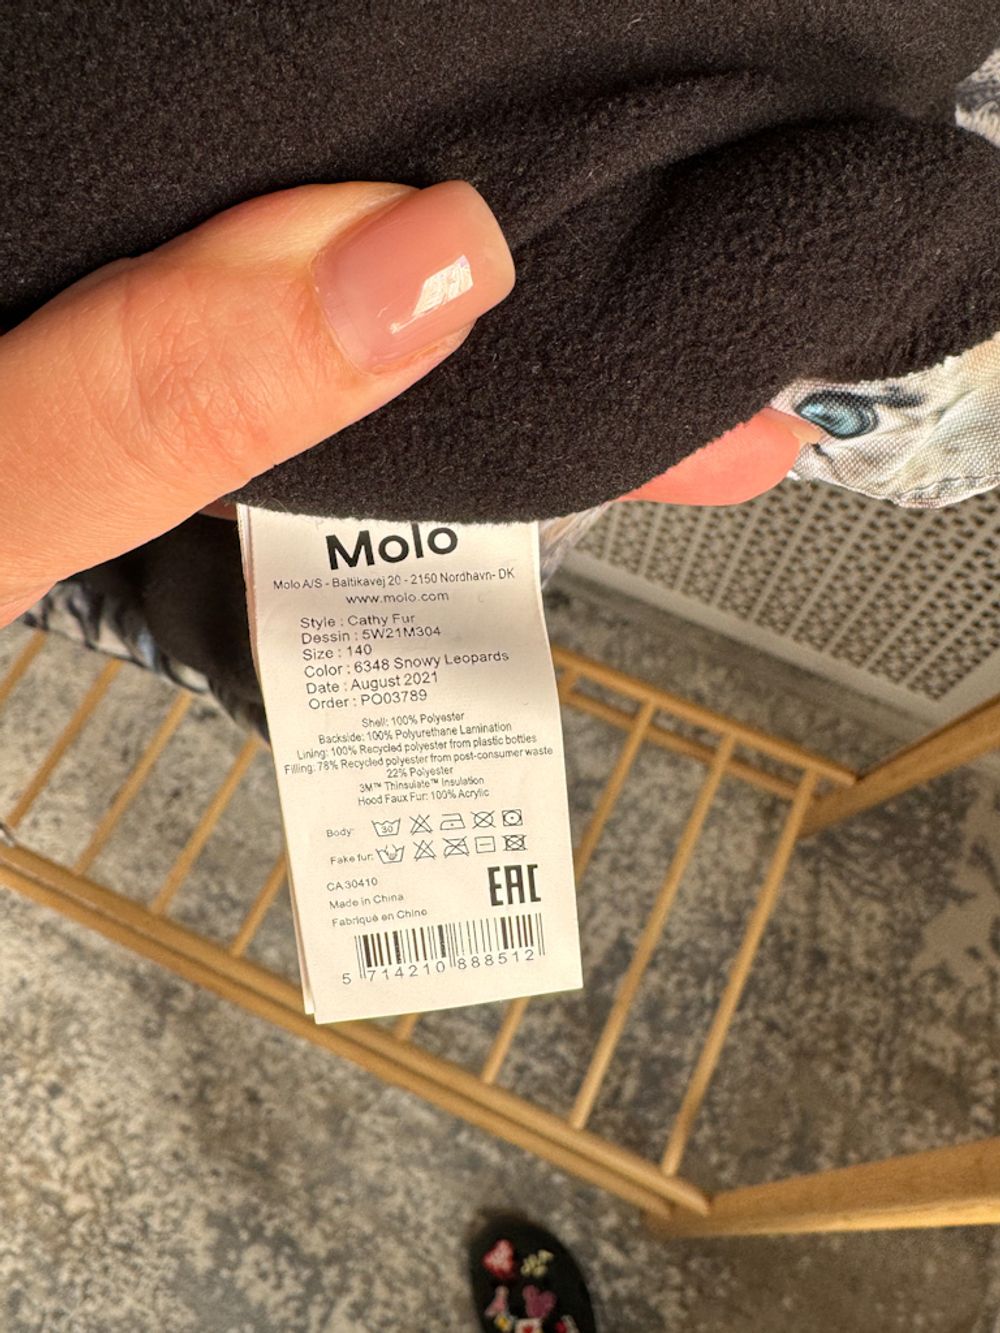 Molo
Molo A/S - Baltikavej 20 - 2150 Nordhavn- DK
www.molo.com
Style : Cathy Fur
Dessin : 5W21M304
Size : 140
Color : 6348 Snowy Leopards
Date : August 2021
Order : PO03789
Shell: 100% Polyester
Backside: 100% Polyurethane Lamination
Lining: 100% Recycled polyester from plastic bottles
Filling: 78% Recycled polyester from post-consumer waste
22% Polyester
3M™ Thinsulate™ Insulation
Hood Faux Fur: 100% Acrylic
Body: 30
Fake fur:
CA 30410
EAC
Made in China
Fabriqué en Chine
5 714210 888512